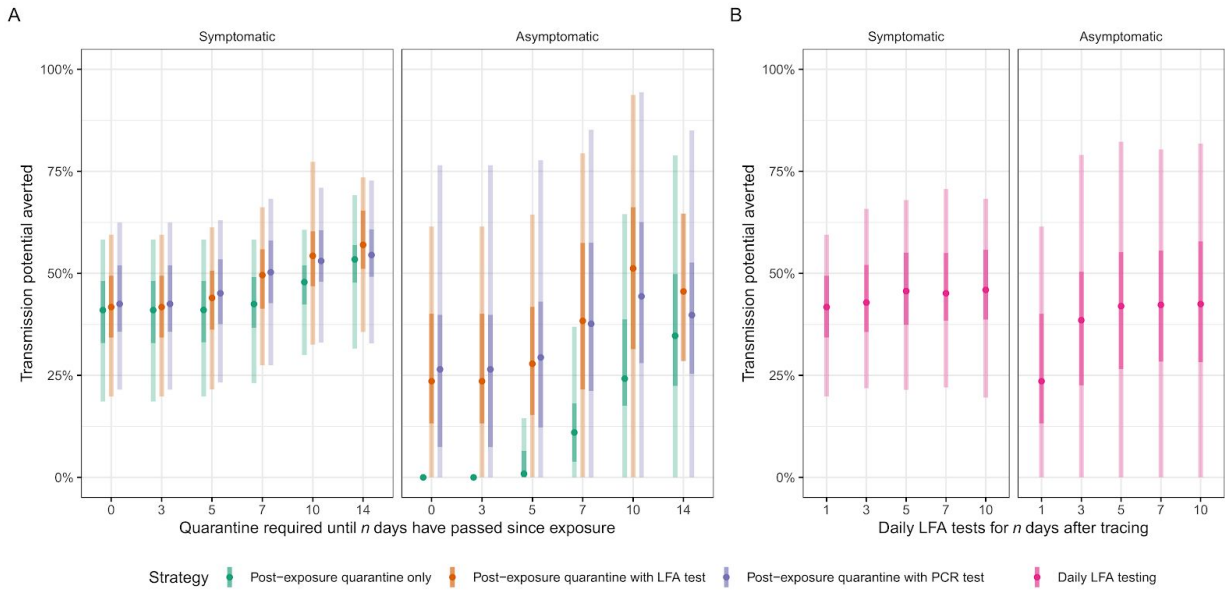 A
B
Symptomatic
Asymptomatic
Symptomatic
Asymptomatic
Transmission potential averted
100%
75%
50%
25%
0%
0 3 5 7 10 14
0 3 5 7 10 14
Quarantine required until n days have passed since exposure
Transmission potential averted
100%
75%
50%
25%
0%
1 3 5 7 10
1 3 5 7 10
Daily LFA tests for n days after tracing
Strategy
Post-exposure quarantine only
Post-exposure quarantine with LFA test
Post-exposure quarantine with PCR test
Daily LFA testing